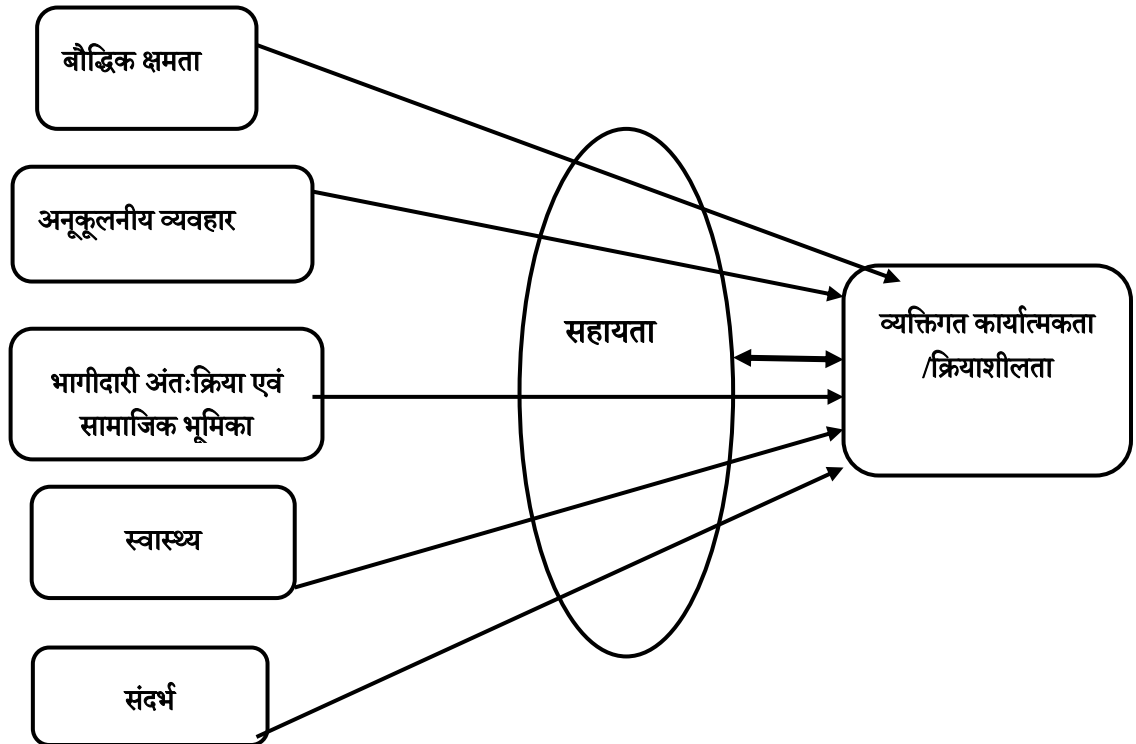 बौद्धिक क्षमता
अनूकूलनीय व्यवहार
भागीदारी अंतःक्रिया एवं
सामाजिक भूमिका
स्वास्थ्य
संदर्भ
सहायता
व्यक्तिगत कार्यात्मकता
/क्रियाशीलता